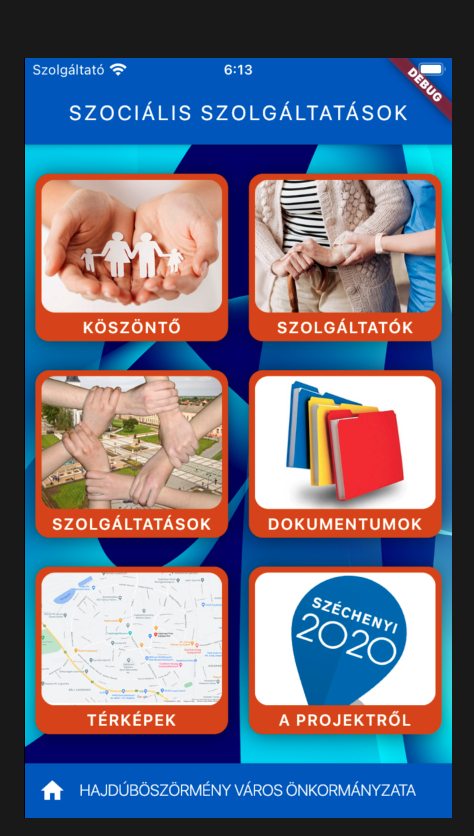 Szolgáltató 6:13
DEBUG
SZOCIÁLIS SZOLGÁLTATÁSOK
KÖSZÖNTŐ
SZOLGÁLTATÓK
SZOLGÁLTATÁSOK
DOKUMENTUMOK
SZÉCHENYI
2020
TÉRKÉPEK
A PROJEKTRŐL
HAJDÚBÖSZÖRMÉNY VÁROS ÖNKORMÁNYZATA